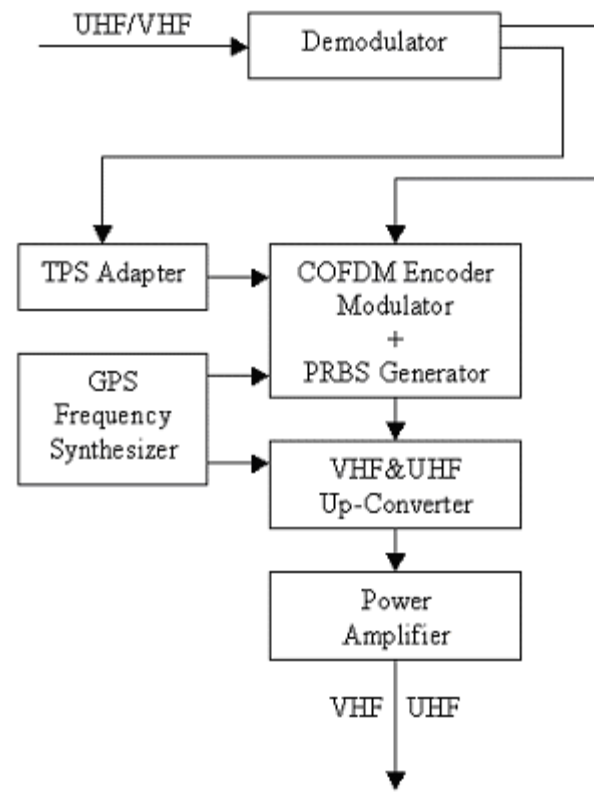 UHF/VHF
Demodulator
TPS Adapter
COFDM Encoder
Modulator
+
PRBS Generator
GPS
Frequency
Synthesizer
VHF&UHF
Up-Converter
Power
Amplifier
VHF UHF